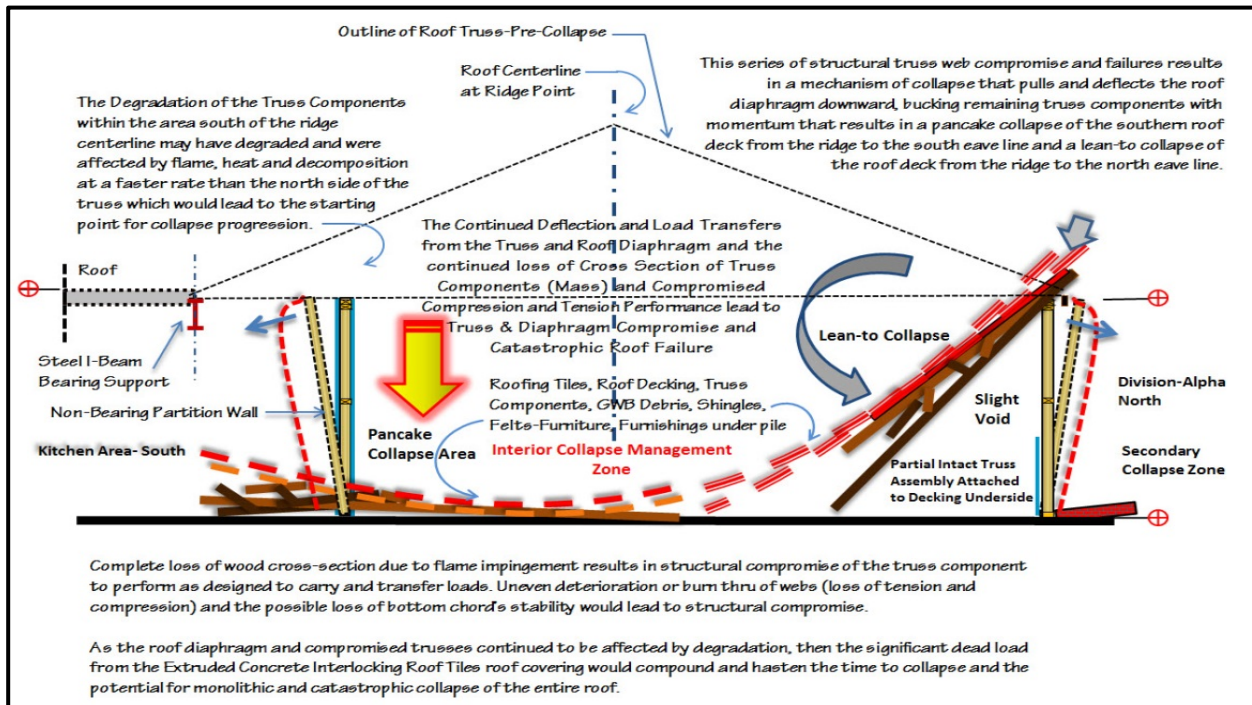 Outline of Roof Truss-Pre-Collapse
Roof Centerline
at Ridge Point
This series of structural truss web compromise and failures results
in a mechanism of collapse that pulls and deflects the roof
diaphragm downward, bucking remaining truss components with
momentum that results in a pancake collapse of the southern roof
deck from the ridge to the south eave line and a lean-to collapse of
the roof deck from the ridge to the north eave line.
The Degradation of the Truss Components
within the area south of the ridge
centerline may have degraded and were
affected by flame, heat and decomposition
at a faster rate than the north side of the
truss which would lead to the starting
point for collapse progression.
The Continued Deflection and Load Transfers
from the Truss and Roof Diaphragm and the
continued loss of Cross Section of Truss
Components (Mass) and Compromised
Compression and Tension Performance lead to
Truss & Diaphragm Compromise and
Catastrophic Roof Failure
Roof
Steel I-Beam
Bearing Support
Non-Bearing Partition Wall
Kitchen Area- South
Pancake
Collapse Area
Roofing Tiles, Roof Decking, Truss
Components, GWB Debris, Shingles,
Felts-Furniture, Furnishings under pile
Interior Collapse Management
Zone
Lean-to Collapse
Slight
Void
Partial Intact Truss
Assembly Attached
to Decking Underside
Division-Alpha
North
Secondary
Collapse Zone
Complete loss of wood cross-section due to flame impingement results in structural compromise of the truss component
to perform as designed to carry and transfer loads. Uneven deterioration or burn thru of webs (loss of tension and
compression) and the possible loss of bottom chord's stability would lead to structural compromise.
As the roof diaphragm and compromised trusses continued to be affected by degradation, then the significant dead load
from the Extruded Concrete Interlocking Roof Tiles roof covering would compound and hasten the time to collapse and the
potential for monolithic and catastrophic collapse of the entire roof.